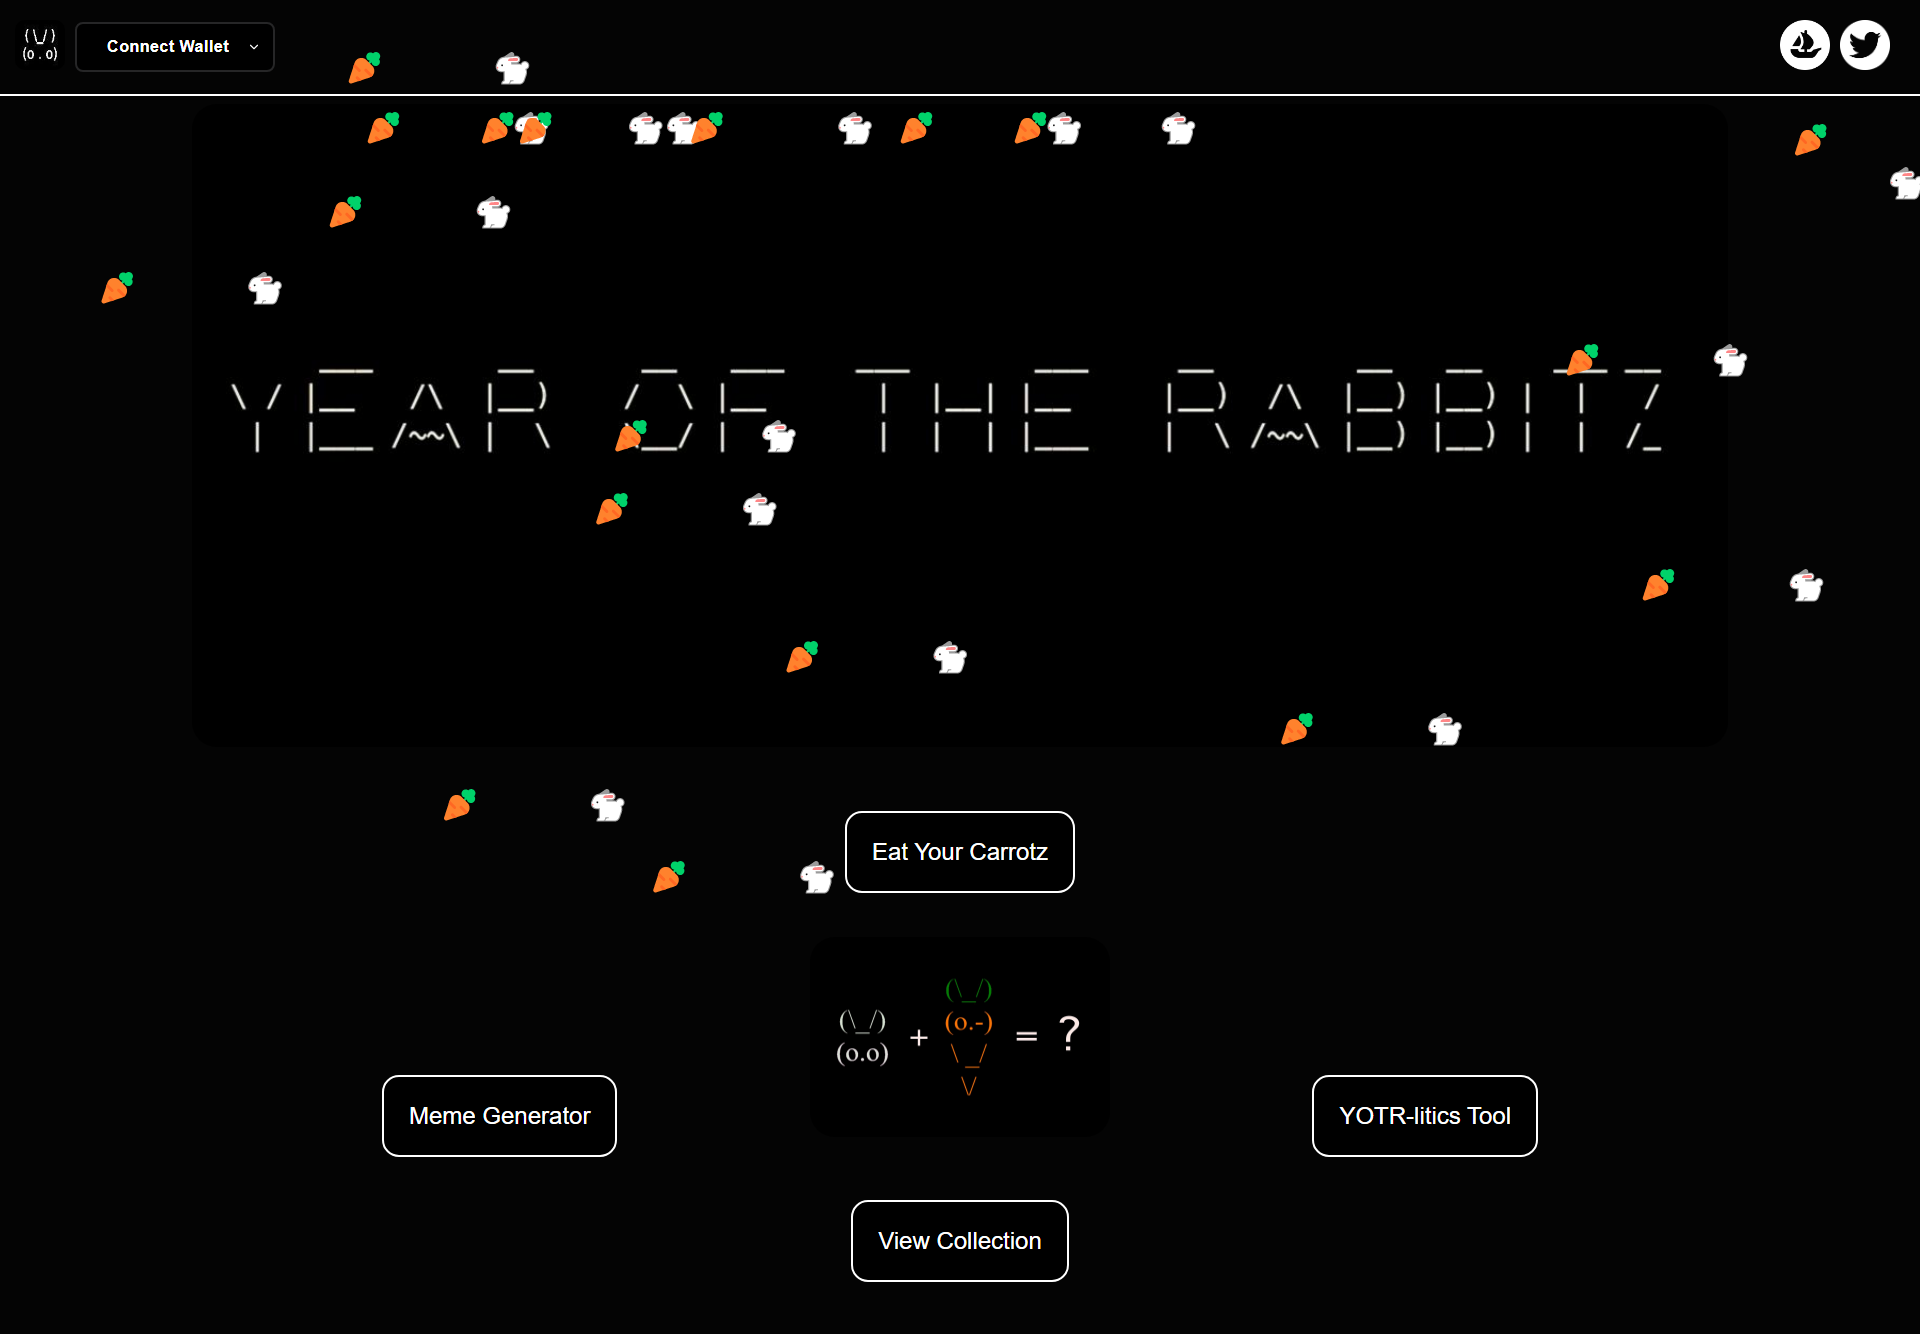 (\_/)
(o . o)
Connect Wallet
YEAR OF THE RABBITZ
Eat Your Carrotz
(\_/)
(o.o)
+
(\_/)
(o.-)
\_/
\/
= ?
Meme Generator
YOTR-litics Tool
View Collection